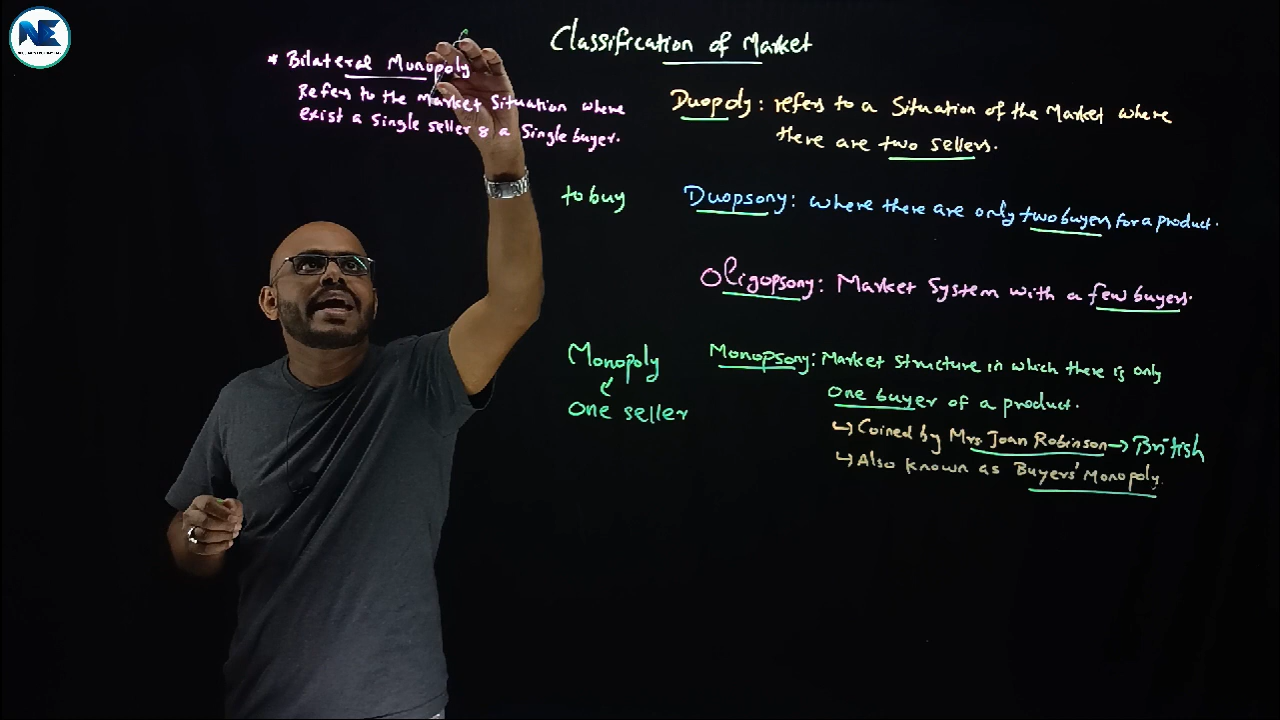 NE
Classification of Market
* Bilateral Monopoly
Refers to the Market Situation where
exist a Single seller & a Single buyer.
Duopoly: refers to a Situation of the Market where
there are two sellers.
to buy
Duopsony: where there are only two buyers for a product.
Oligopsony: Market System with a few buyers.
Monopoly
One seller
Monopsony: Market structure in which there is only
One buyer of a product.
↳ Coined by Mrs Joan Robinson → British
↳ Also known as Buyers' Monopoly.